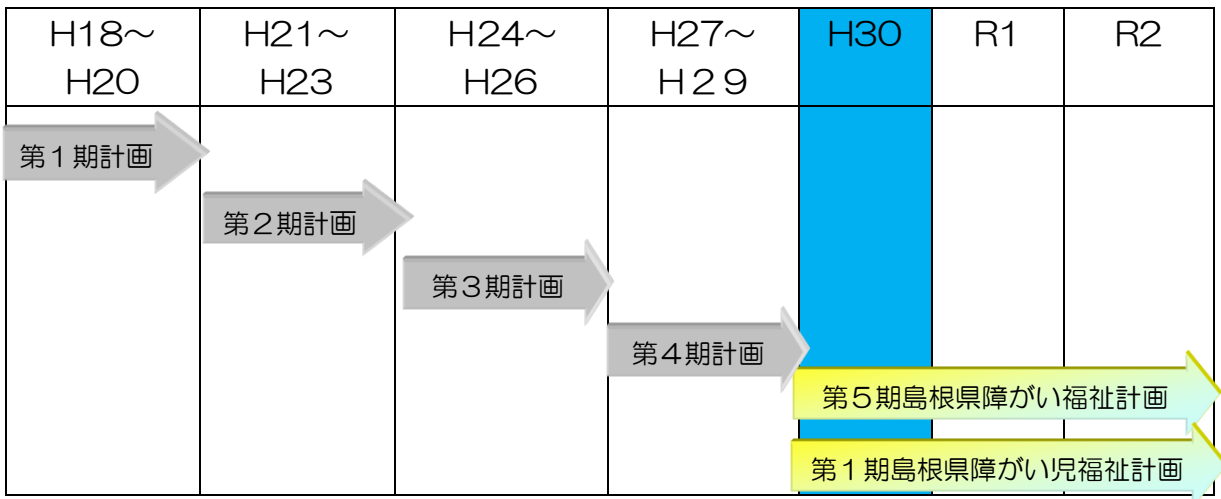 H18～ H21～ H24～ H27～ H30 R1 R2
H20 H23 H26 H２９
第１期計画
第２期計画
第３期計画
第４期計画
第５期島根県障がい福祉計画
第１期島根県障がい児福祉計画